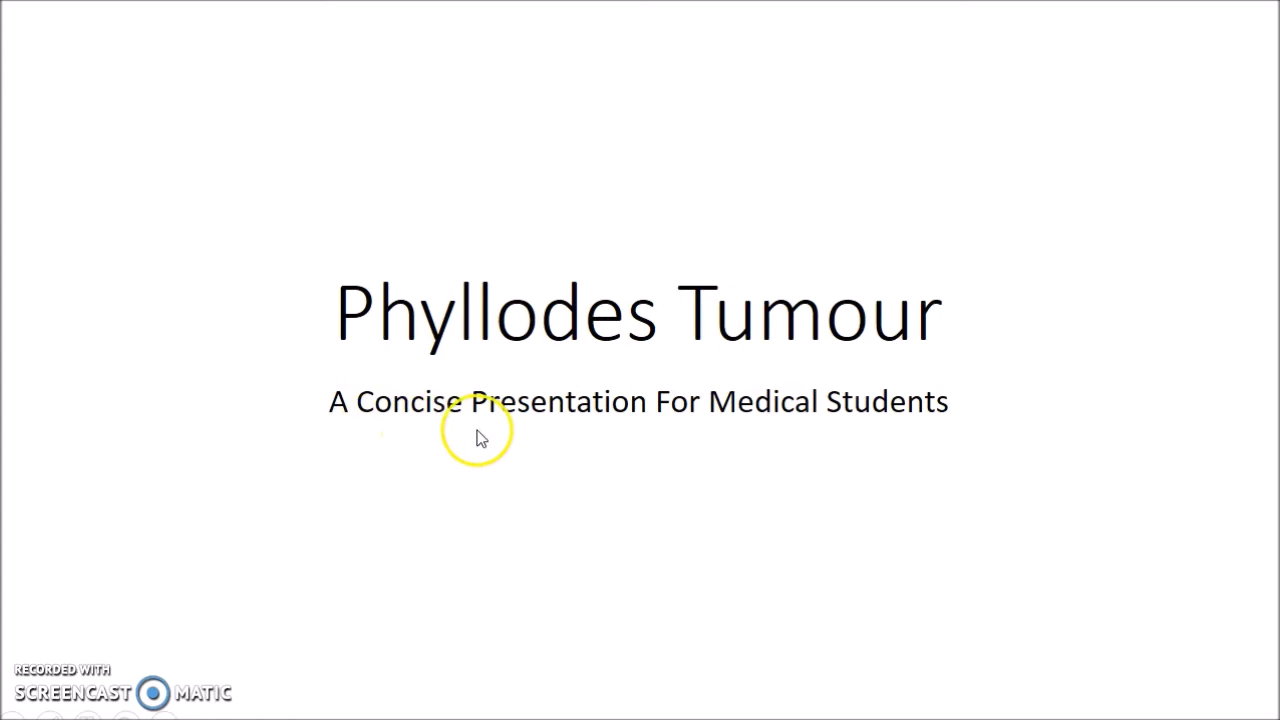 Phyllodes Tumour
A Concise Presentation For Medical Students
RECORDED WITH
SCREENCAST MATIC